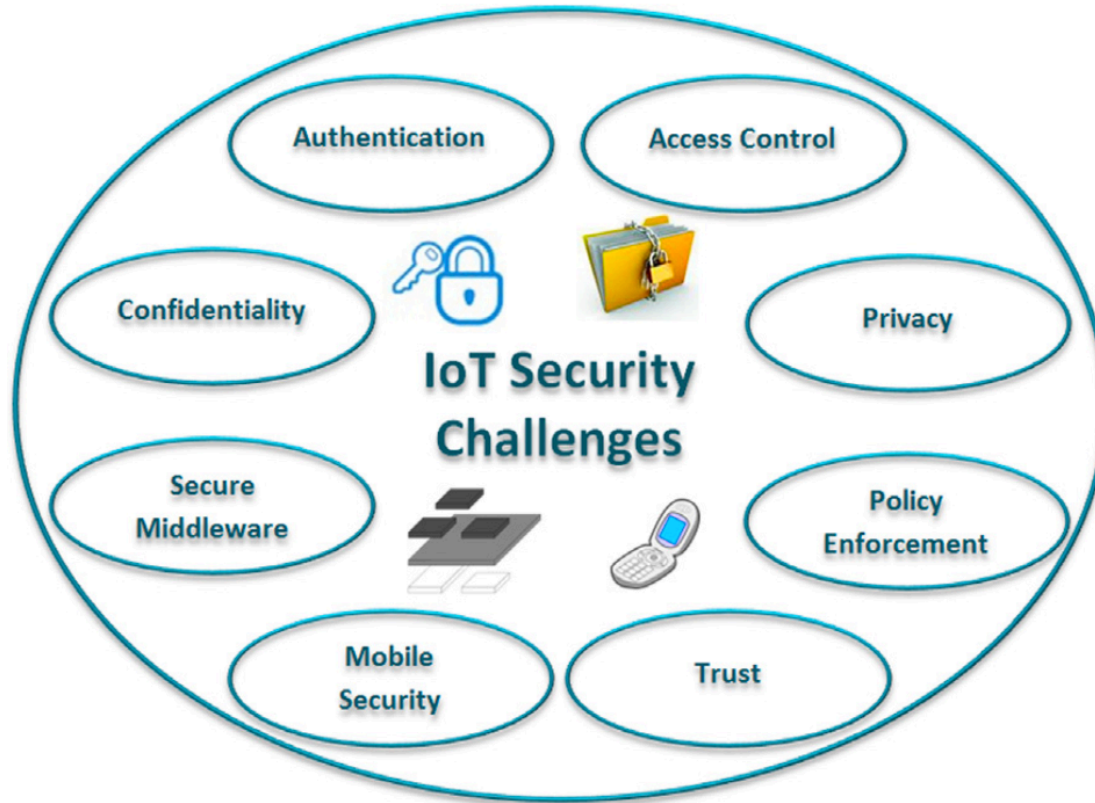 Authentication
Access Control
Confidentiality
Privacy
IoT Security
Challenges
Secure
Middleware
Policy
Enforcement
Mobile
Security
Trust